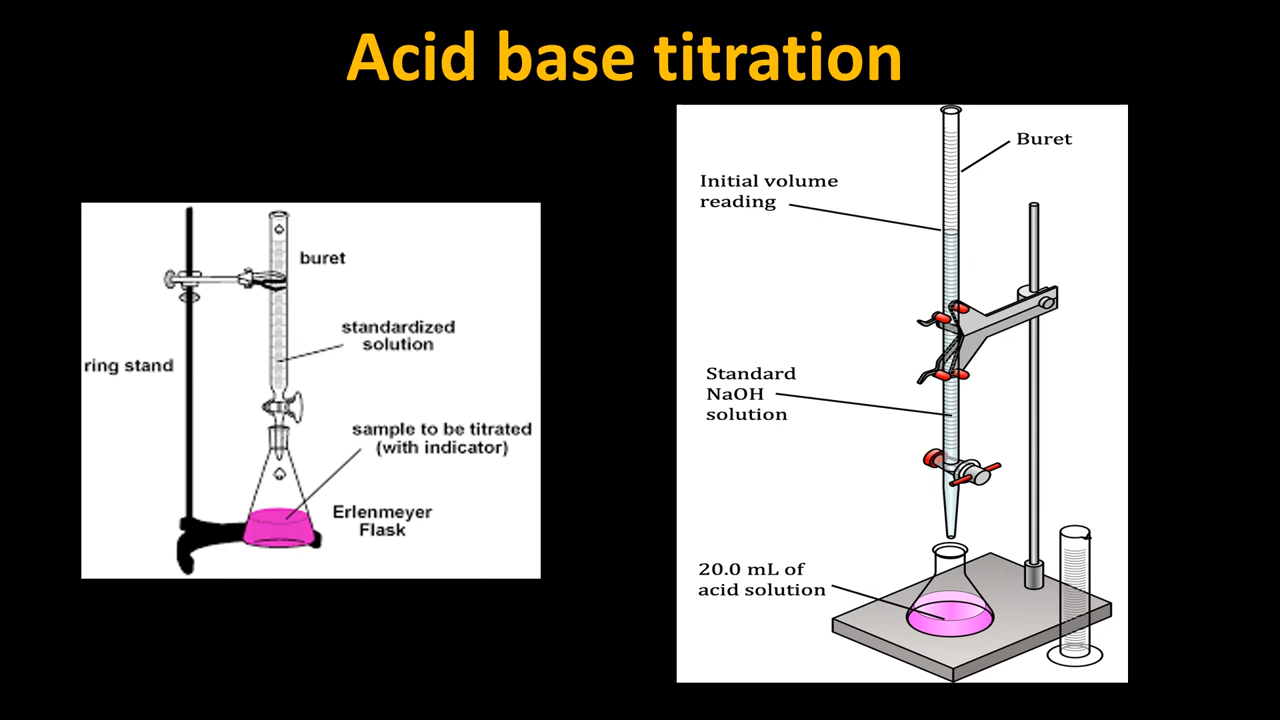 Acid base titration
buret
standardized
solution
ring stand
sample to be titrated
(with indicator)
Erlenmeyer
Flask
Buret
Initial volume
reading
Standard
NaOH
solution
20.0 mL of
acid solution